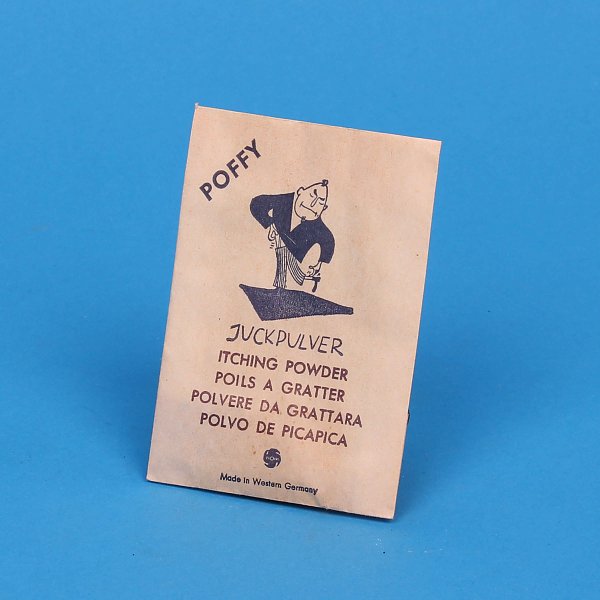 POFFY
JUCKPULVER
ITCHING POWDER
POILS A GRATTER
POLVERE DA GRATTARA
POLVO DE PICAPICA
Made in Western Germany